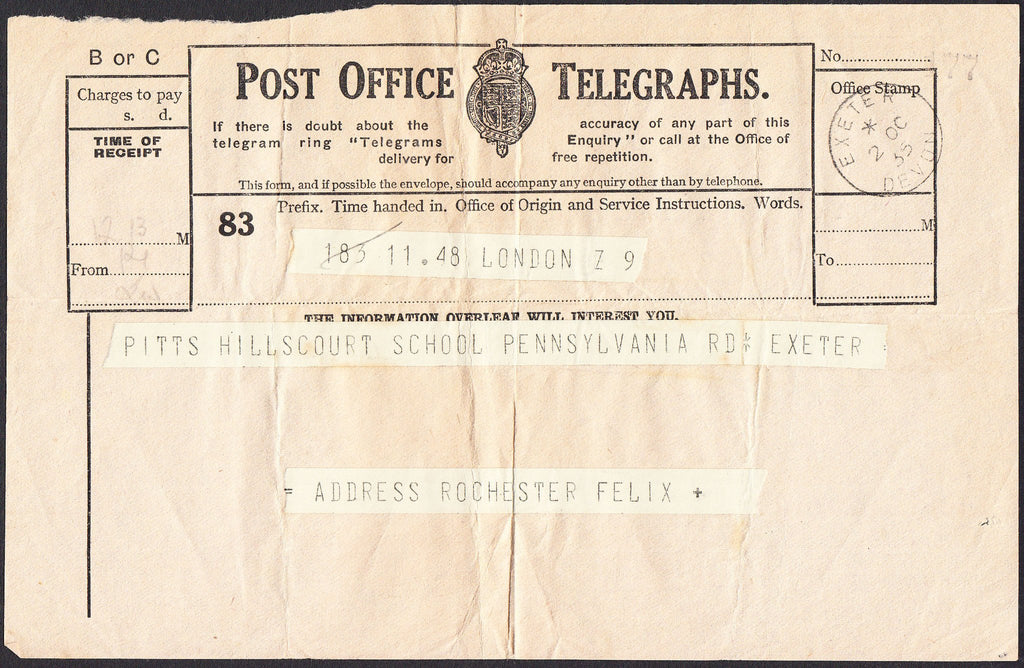 B or C
Charges to pay
s. d.
TIME OF
RECEIPT
M
From
POST OFFICE TELEGRAPHS.
If there is doubt about the accuracy of any part of this
telegram ring "Telegrams Enquiry" or call at the Office of
delivery for free repetition.
This form, and if possible the envelope, should accompany any enquiry other than by telephone.
83
Prefix. Time handed in. Office of Origin and Service Instructions. Words.
No.
Office Stamp
EXETER
* 2 OC 35
DEVON
M
To
183 11.48 LONDON Z 9
THE INFORMATION OVERLEAF WILL INTEREST YOU.
PITTS HILLSCOURT SCHOOL PENNSYLVANIA RD* EXETER =
= ADDRESS ROCHESTER FELIX +